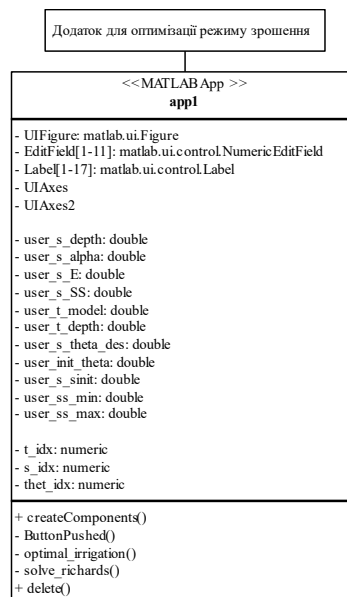 Додаток для оптимізації режиму зрошення
<<MATLAB App >>
app1
- UIFigure: matlab.ui.Figure
- EditField[1-11]: matlab.ui.control.NumericEditField
- Label[1-17]: matlab.ui.control.Label
- UIAxes
- UIAxes2
- user_s_depth: double
- user_s_alpha: double
- user_s_E: double
- user_s_SS: double
- user_t_model: double
- user_t_depth: double
- user_s_theta_des: double
- user_init_theta: double
- user_s_sinit: double
- user_ss_min: double
- user_ss_max: double
- t_idx: numeric
- s_idx: numeric
- thet_idx: numeric
+ createComponents()
- ButtonPushed()
- optimal_irrigation()
- solve_richards()
+ delete()